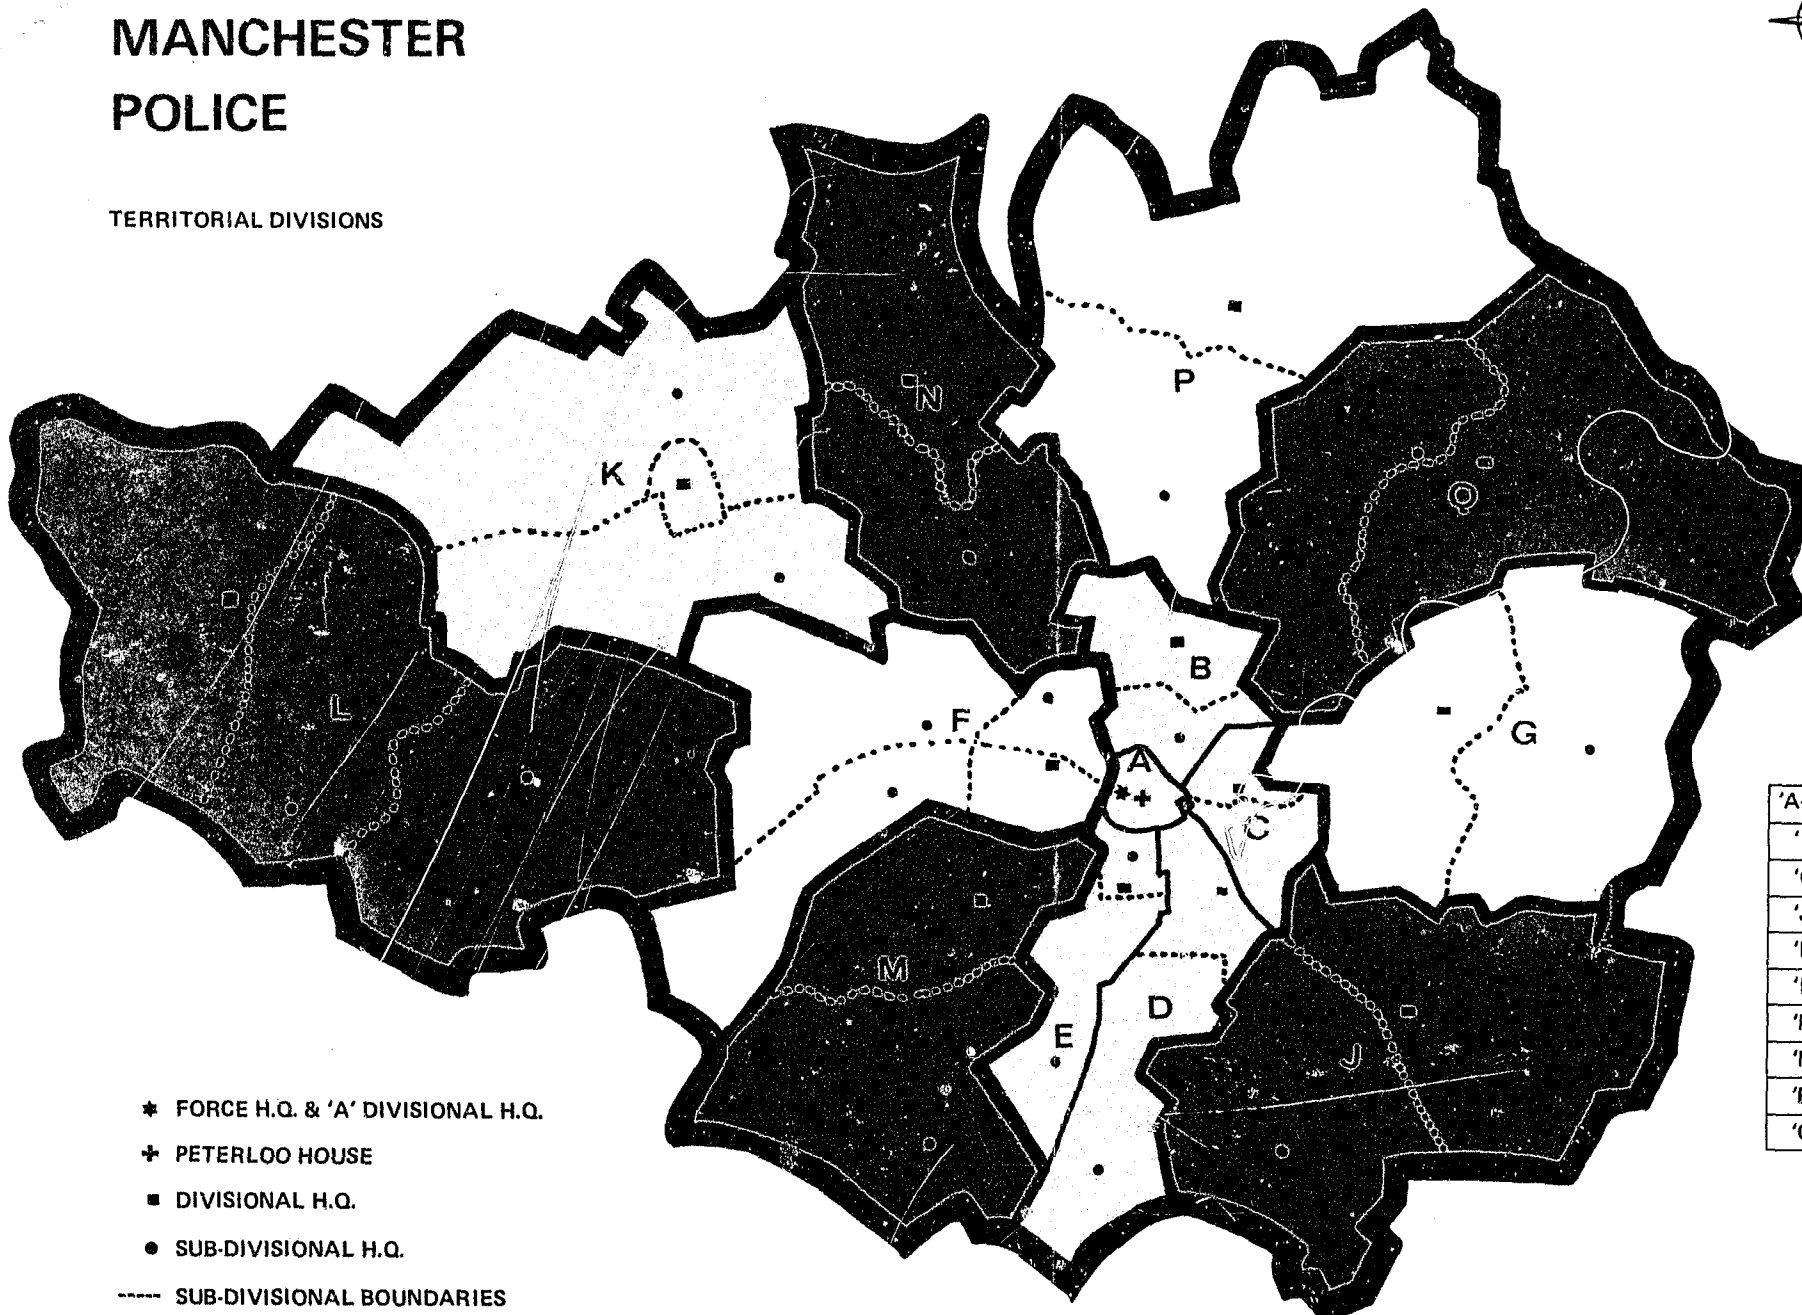 MANCHESTER
POLICE
TERRITORIAL DIVISIONS
N
P
K
Q
L
B
F
G
A
C
M
D
E
J
✱ FORCE H.Q. & 'A' DIVISIONAL H.Q.
✚ PETERLOO HOUSE
■ DIVISIONAL H.Q.
● SUB-DIVISIONAL H.Q.
----- SUB-DIVISIONAL BOUNDARIES
'A-